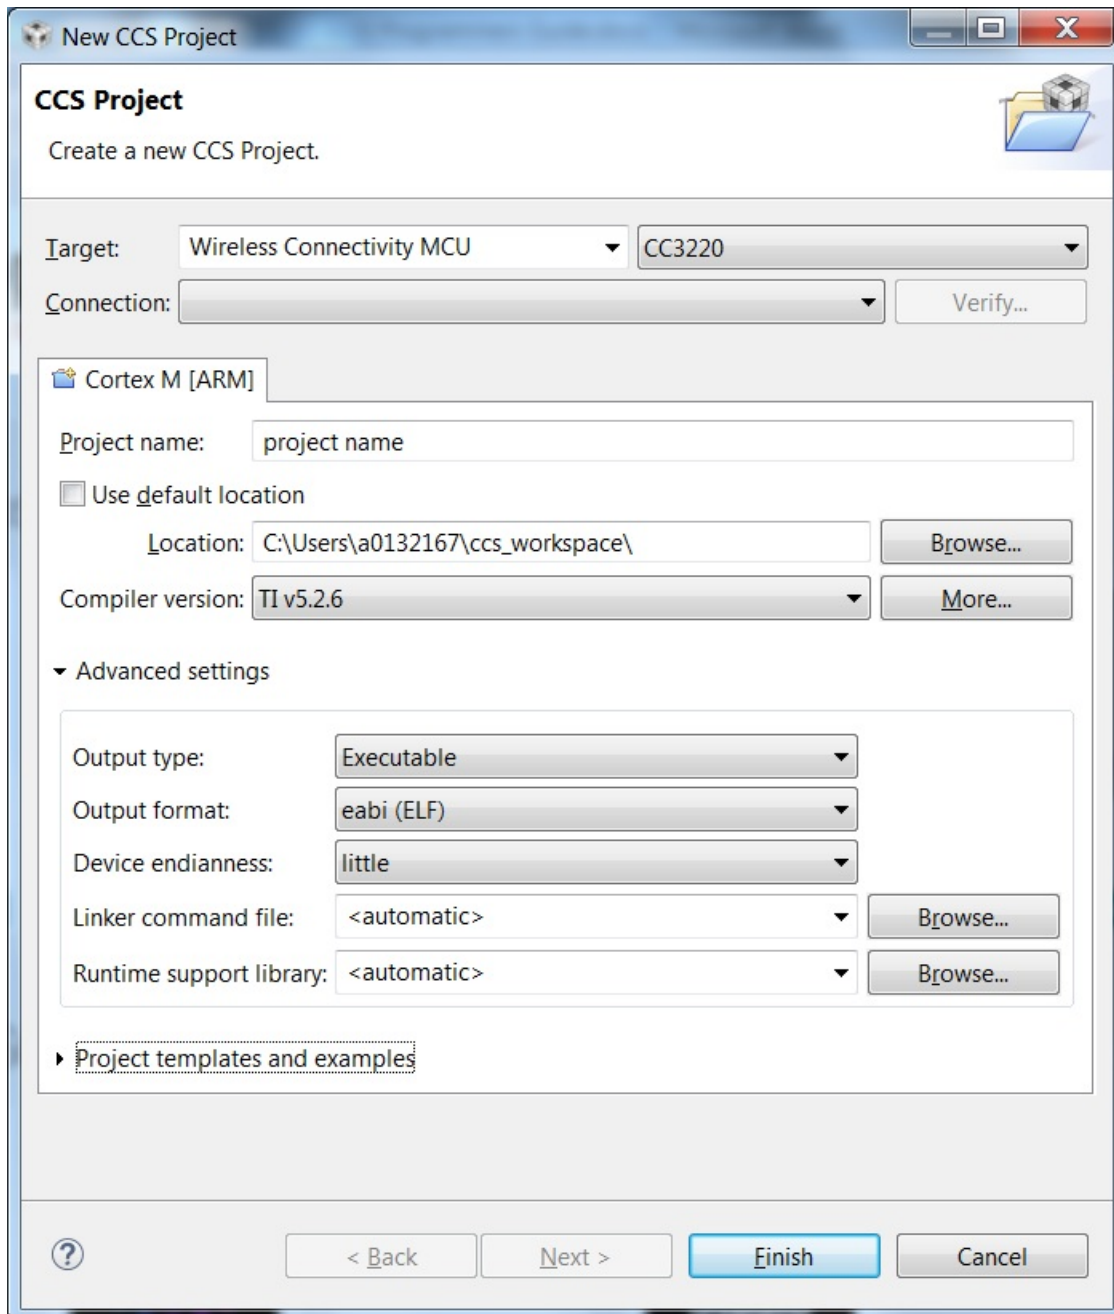 New CCS Project
CCS Project
Create a new CCS Project.
Target: Wireless Connectivity MCU CC3220
Connection: Verify...
Cortex M [ARM]
Project name: project name
Use default location
Location: C:\Users\a0132167\ccs_workspace\ Browse...
Compiler version: TI v5.2.6 More...
Advanced settings
Output type: Executable
Output format: eabi (ELF)
Device endianness: little
Linker command file: <automatic> Browse...
Runtime support library: <automatic> Browse...
Project templates and examples
? < Back Next > Finish Cancel